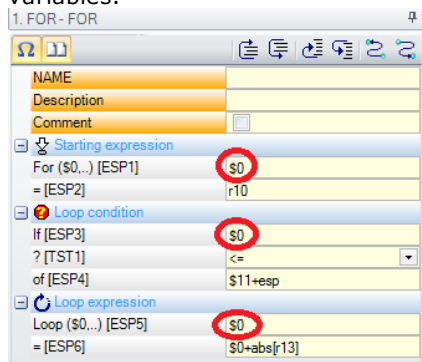 variables.
1. FOR - FOR
Ω
NAME
Description
Comment
Starting expression
For ($0,..) [ESP1] $0
= [ESP2] r10
Loop condition
If [ESP3] $0
? [TST1] <=
of [ESP4] $11+esp
Loop expression
Loop ($0,..) [ESP5] $0
= [ESP6] $0+abs[r13]